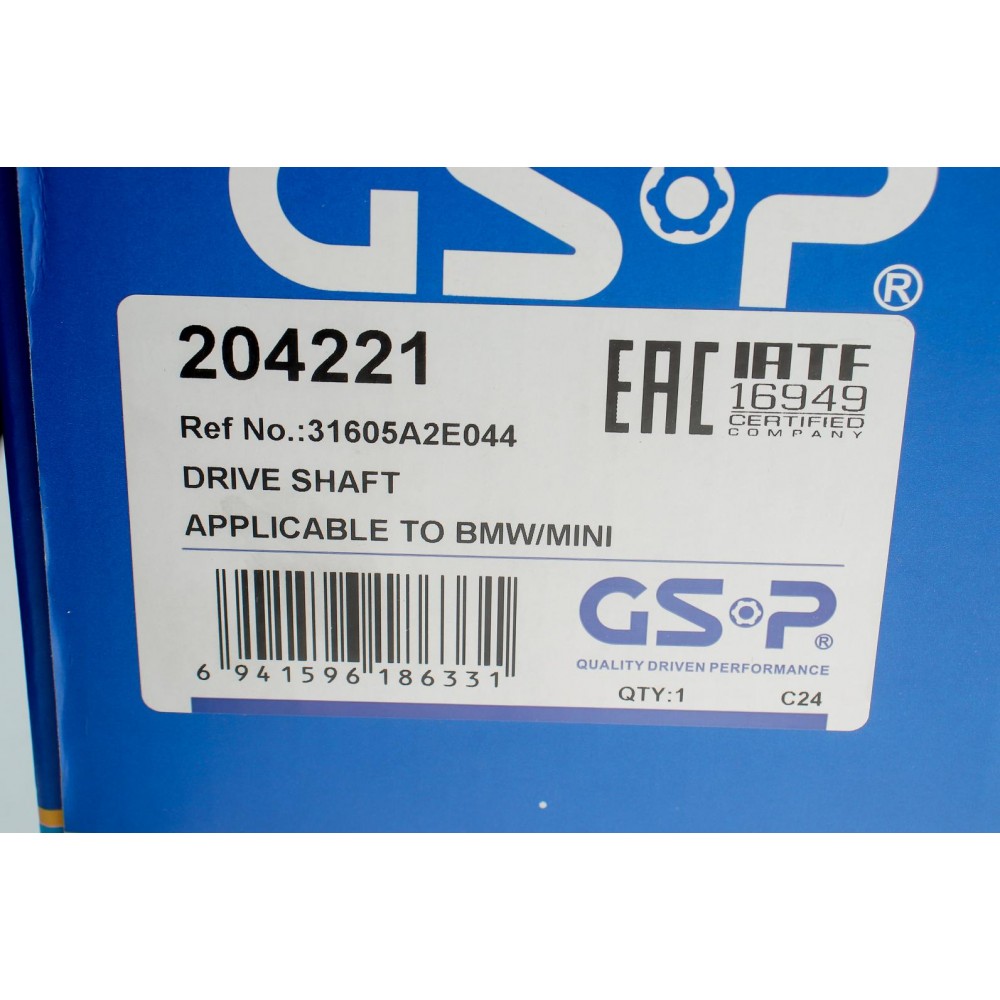 GSP®
204221
EAC
IATF
16949
CERTIFIED
COMPANY
Ref No.:31605A2E044
DRIVE SHAFT
APPLICABLE TO BMW/MINI
6 941596 186331
GSP®
QUALITY DRIVEN PERFORMANCE
QTY:1
C24